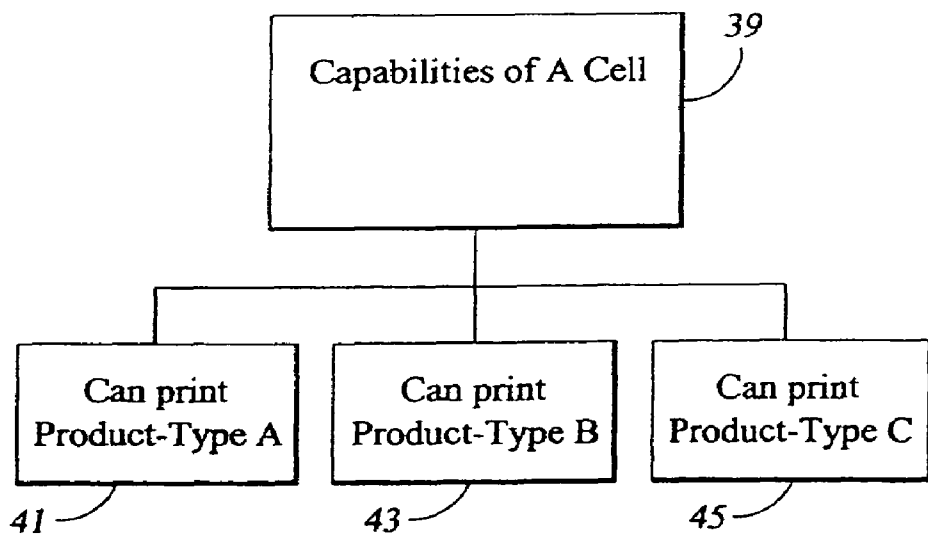 Capabilities of A Cell
39
Can print
Product-Type A
Can print
Product-Type B
Can print
Product-Type C
41
43
45